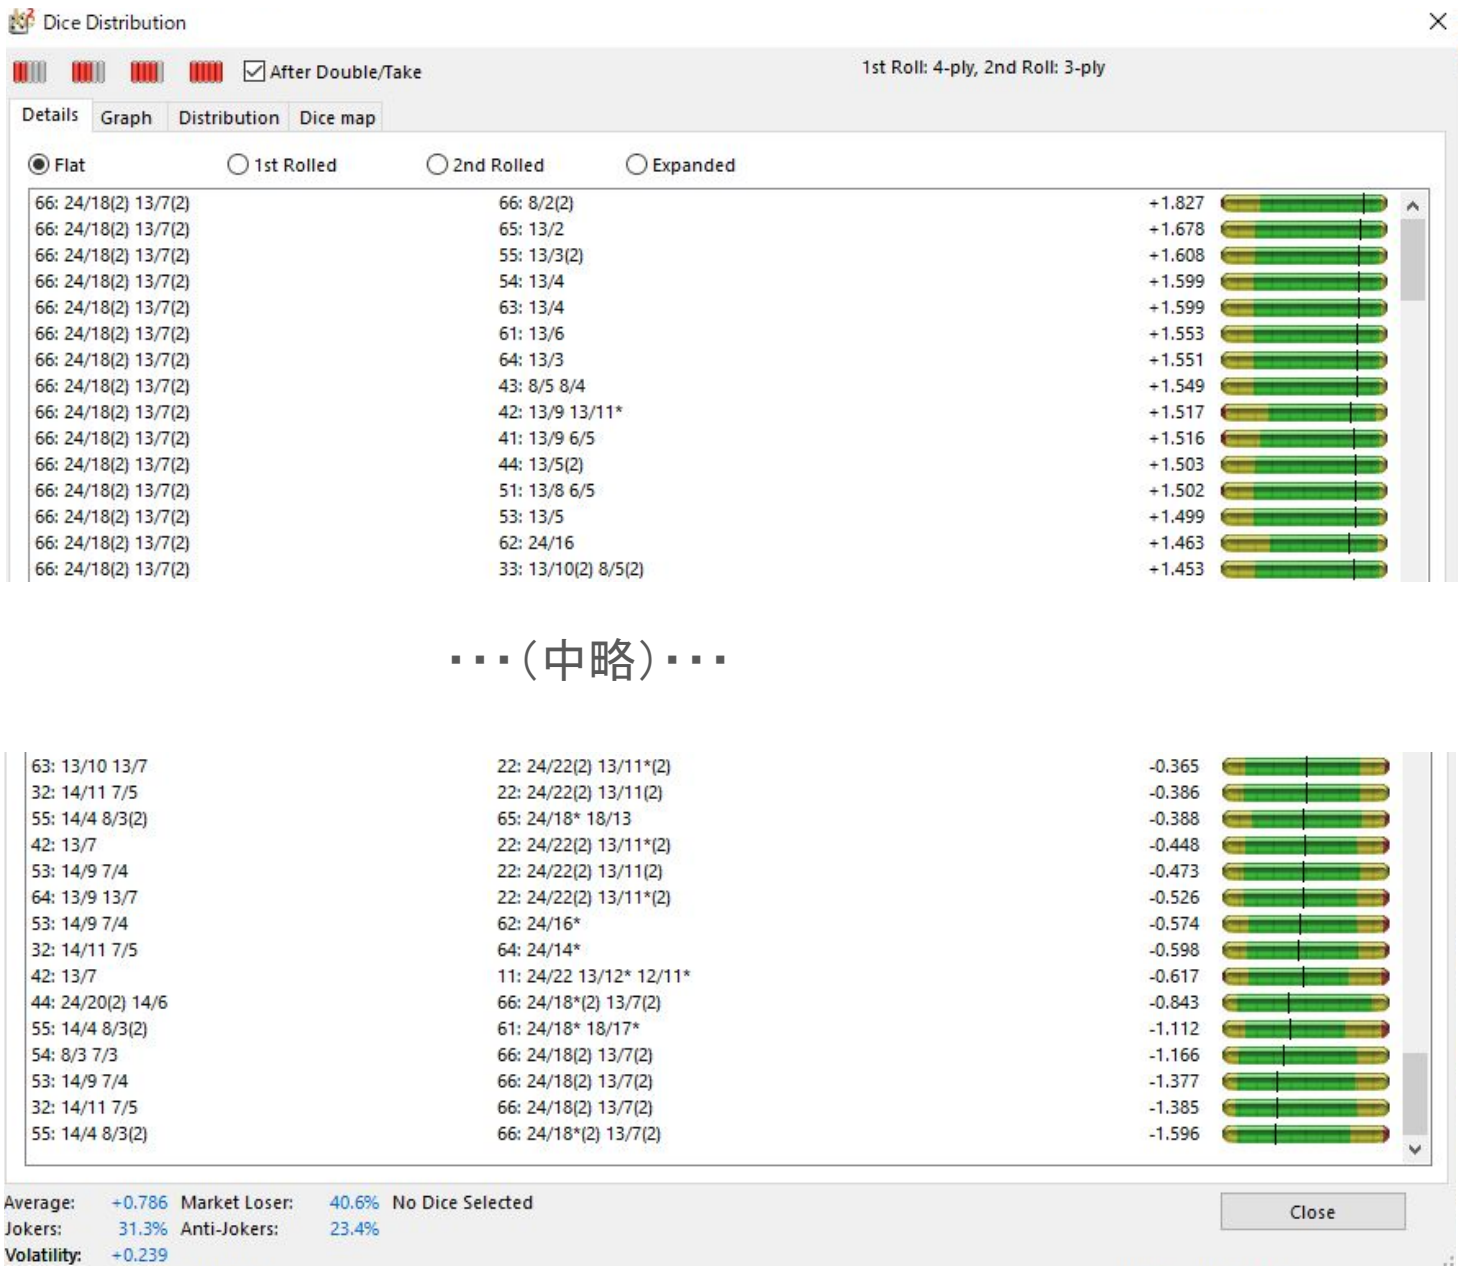 Dice Distribution
After Double/Take 1st Roll: 4-ply, 2nd Roll: 3-ply
Details Graph Distribution Dice map
Flat 1st Rolled 2nd Rolled Expanded
66: 24/18(2) 13/7(2) 66: 8/2(2) +1.827
66: 24/18(2) 13/7(2) 65: 13/2 +1.678
66: 24/18(2) 13/7(2) 55: 13/3(2) +1.608
66: 24/18(2) 13/7(2) 54: 13/4 +1.599
66: 24/18(2) 13/7(2) 63: 13/4 +1.599
66: 24/18(2) 13/7(2) 61: 13/6 +1.553
66: 24/18(2) 13/7(2) 64: 13/3 +1.551
66: 24/18(2) 13/7(2) 43: 8/5 8/4 +1.549
66: 24/18(2) 13/7(2) 42: 13/9 13/11* +1.517
66: 24/18(2) 13/7(2) 41: 13/9 6/5 +1.516
66: 24/18(2) 13/7(2) 44: 13/5(2) +1.503
66: 24/18(2) 13/7(2) 51: 13/8 6/5 +1.502
66: 24/18(2) 13/7(2) 53: 13/5 +1.499
66: 24/18(2) 13/7(2) 62: 24/16 +1.463
66: 24/18(2) 13/7(2) 33: 13/10(2) 8/5(2) +1.453
・・・(中略)・・・
63: 13/10 13/7 22: 24/22(2) 13/11*(2) -0.365
32: 14/11 7/5 22: 24/22(2) 13/11(2) -0.386
55: 14/4 8/3(2) 65: 24/18* 18/13 -0.388
42: 13/7 22: 24/22(2) 13/11*(2) -0.448
53: 14/9 7/4 22: 24/22(2) 13/11(2) -0.473
64: 13/9 13/7 22: 24/22(2) 13/11*(2) -0.526
53: 14/9 7/4 62: 24/16* -0.574
32: 14/11 7/5 64: 24/14* -0.598
42: 13/7 11: 24/22 13/12* 12/11* -0.617
44: 24/20(2) 14/6 66: 24/18*(2) 13/7(2) -0.843
55: 14/4 8/3(2) 61: 24/18* 18/17* -1.112
54: 8/3 7/3 66: 24/18(2) 13/7(2) -1.166
53: 14/9 7/4 66: 24/18(2) 13/7(2) -1.377
32: 14/11 7/5 66: 24/18(2) 13/7(2) -1.385
55: 14/4 8/3(2) 66: 24/18*(2) 13/7(2) -1.596
Average: +0.786 Market Loser: 40.6% No Dice Selected Close
Jokers: 31.3% Anti-Jokers: 23.4%
Volatility: +0.239